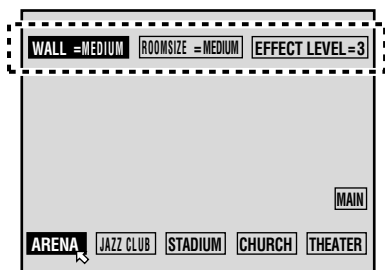 WALL =MEDIUM ROOMSIZE =MEDIUM EFFECT LEVEL=3
MAIN
ARENA JAZZ CLUB STADIUM CHURCH THEATER